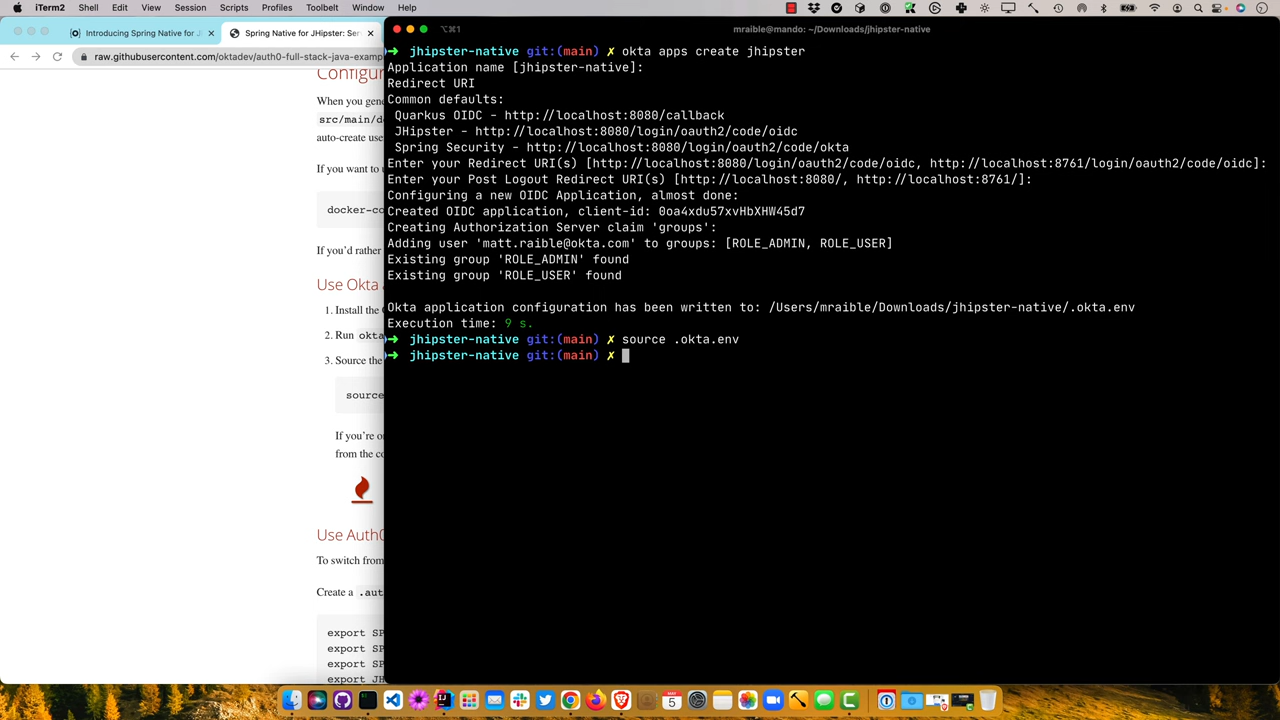 iTerm2 Shell Edit View Session Scripts Profiles Toolbelt Window Help
Introducing Spring Native for J
Spring Native for JHipster: Ser
raw.githubusercontent.com/oktadev/auth0-full-stack-java-examp
When you gene
src/main/do
auto-create use
If you want to u
docker-co
If you'd rather
Use Okta
1. Install the
2. Run okta
3. Source the
source
If you're o
from the co
Use Auth0
To switch from
Create a .aut
export SP
export SP
export SP
export JH
⌥⌘1
mraible@mando: ~/Downloads/jhipster-native
➜ jhipster-native git:(main) ✗ okta apps create jhipster
Application name [jhipster-native]:
Redirect URI
Common defaults:
Quarkus OIDC - http://localhost:8080/callback
JHipster - http://localhost:8080/login/oauth2/code/oidc
Spring Security - http://localhost:8080/login/oauth2/code/okta
Enter your Redirect URI(s) [http://localhost:8080/login/oauth2/code/oidc, http://localhost:8761/login/oauth2/code/oidc]:
Enter your Post Logout Redirect URI(s) [http://localhost:8080/, http://localhost:8761/]:
Configuring a new OIDC Application, almost done:
Created OIDC application, client-id: 0oa4xdu57xvHbXHW45d7
Creating Authorization Server claim 'groups':
Adding user 'matt.raible@okta.com' to groups: [ROLE_ADMIN, ROLE_USER]
Existing group 'ROLE_ADMIN' found
Existing group 'ROLE_USER' found
Okta application configuration has been written to: /Users/mraible/Downloads/jhipster-native/.okta.env
Execution time: 9 s.
➜ jhipster-native git:(main) ✗ source .okta.env
➜ jhipster-native git:(main) ✗
MAY
5